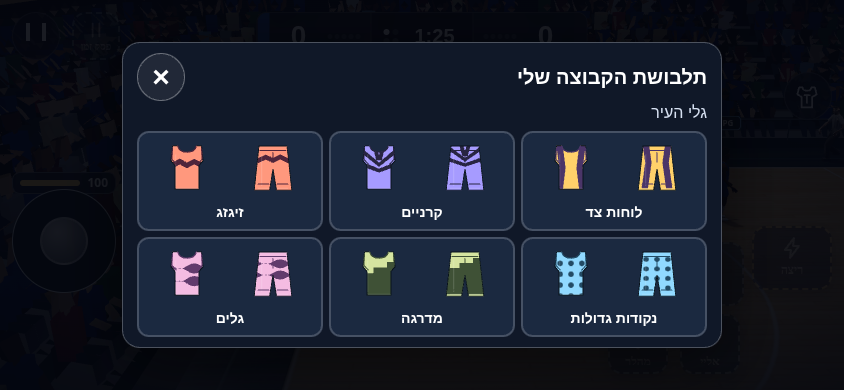 0 : 0
1:25
תלבושת הקבוצה שלי
גלי העיר
100
לוחות צד
קרניים
זיגזג
נקודות גדולות
מדרגה
גלים